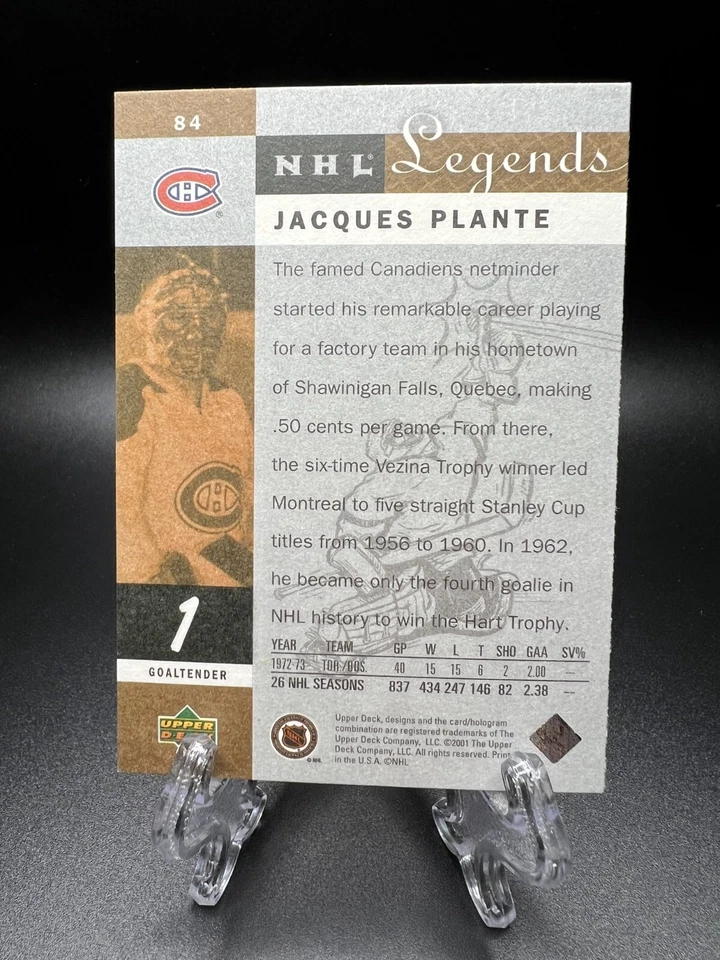 84
NHL Legends
JACQUES PLANTE
The famed Canadiens netminder
started his remarkable career playing
for a factory team in his hometown
of Shawinigan Falls, Quebec, making
.50 cents per game. From there,
the six-time Vezina Trophy winner led
Montreal to five straight Stanley Cup
titles from 1956 to 1960. In 1962,
he became only the fourth goalie in
NHL history to win the Hart Trophy.
1
GOALTENDER
YEAR TEAM GP W L T SHO GAA SV%
1972-73 TOR./BOS. 40 15 15 6 2 2.00 —
26 NHL SEASONS 837 434 247 146 82 2.38 —
UPPER
DECK
NHL
© NHL
Upper Deck, designs and the card/hologram
combination are registered trademarks of The
Upper Deck Company, LLC. ©2001 The Upper
Deck Company, LLC. All rights reserved. Print
in the U.S.A. ©NHL